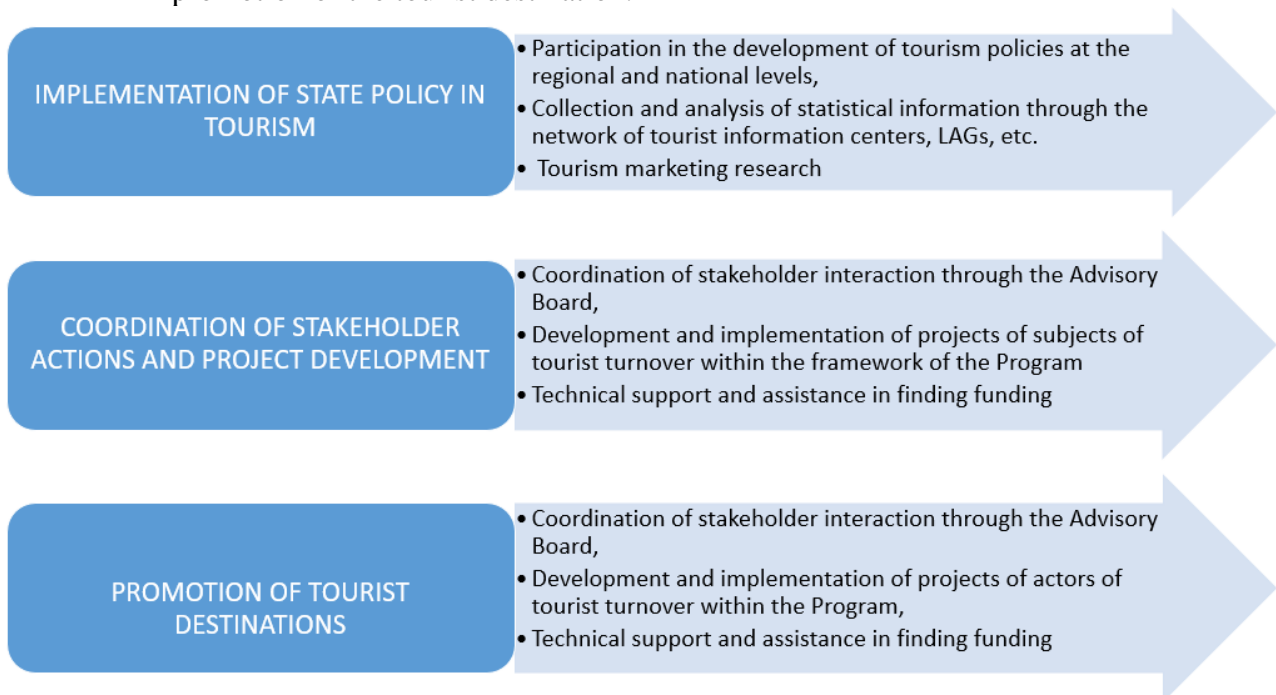 promotion of the tourist destination.
IMPLEMENTATION OF STATE POLICY IN
TOURISM
• Participation in the development of tourism policies at the
regional and national levels,
• Collection and analysis of statistical information through the
network of tourist information centers, LAGs, etc.
• Tourism marketing research
COORDINATION OF STAKEHOLDER
ACTIONS AND PROJECT DEVELOPMENT
• Coordination of stakeholder interaction through the Advisory
Board,
• Development and implementation of projects of subjects of
tourist turnover within the framework of the Program
• Technical support and assistance in finding funding
PROMOTION OF TOURIST
DESTINATIONS
• Coordination of stakeholder interaction through the Advisory
Board,
• Development and implementation of projects of actors of
tourist turnover within the Program,
• Technical support and assistance in finding funding